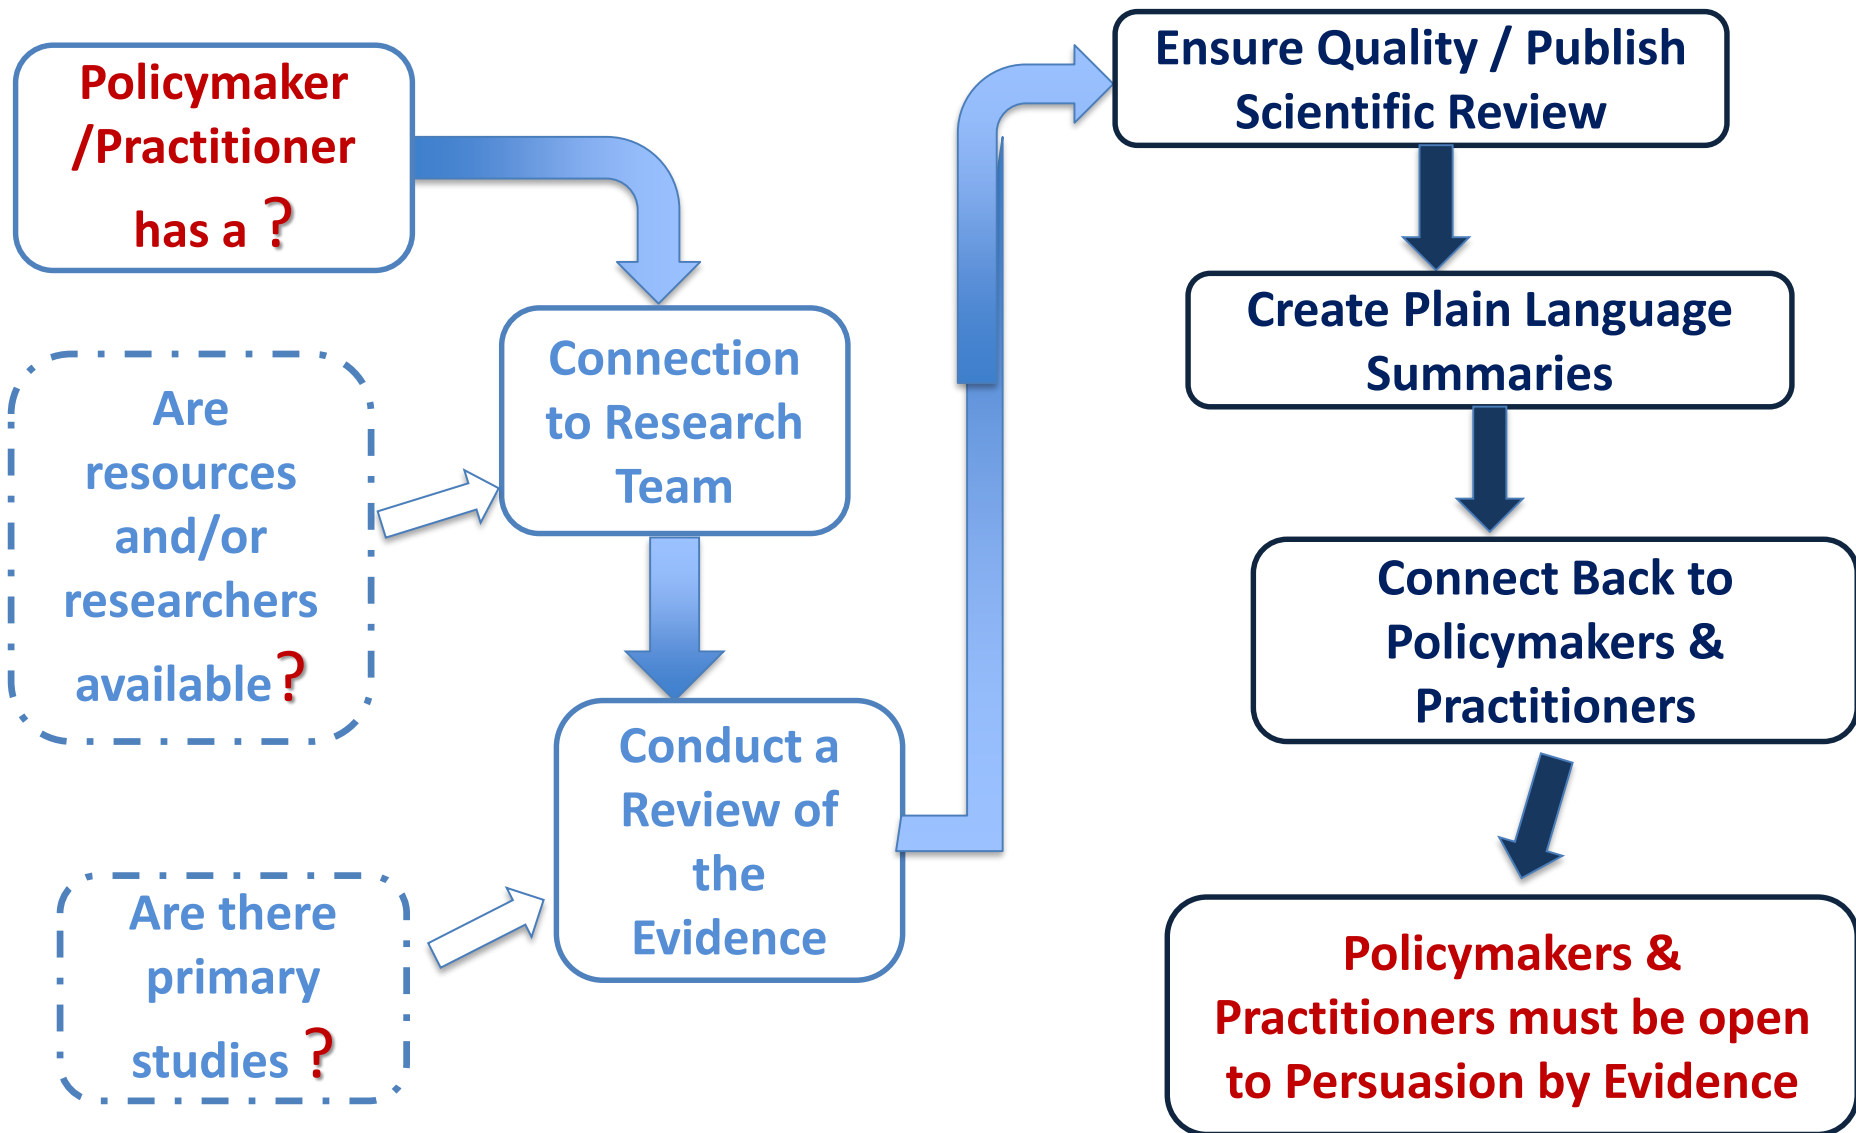 Policymaker
/Practitioner
has a ?
Are
resources
and/or
researchers
available?
Are there
primary
studies ?
Connection
to Research
Team
Conduct a
Review of
the
Evidence
Ensure Quality / Publish
Scientific Review
Create Plain Language
Summaries
Connect Back to
Policymakers &
Practitioners
Policymakers &
Practitioners must be open
to Persuasion by Evidence